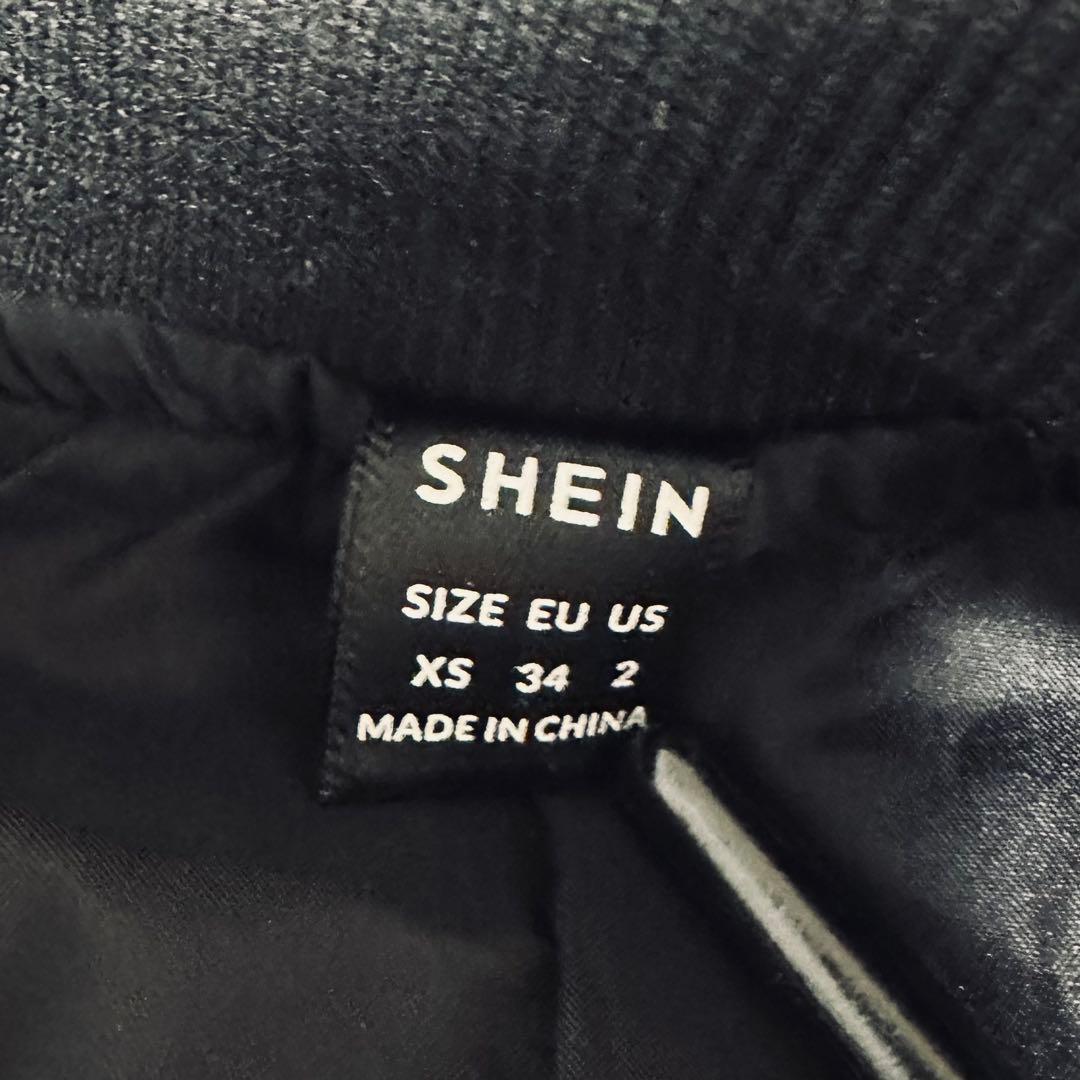 SHEIN
SIZE EU US
XS 34 2
MADE IN CHINA